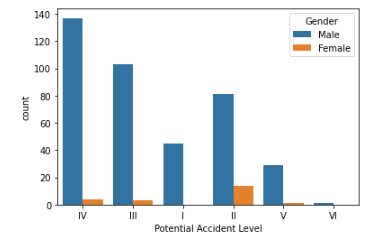 Gender
Male
Female
140
120
100
80
60
40
20
0
count
IV III I II V VI
Potential Accident Level